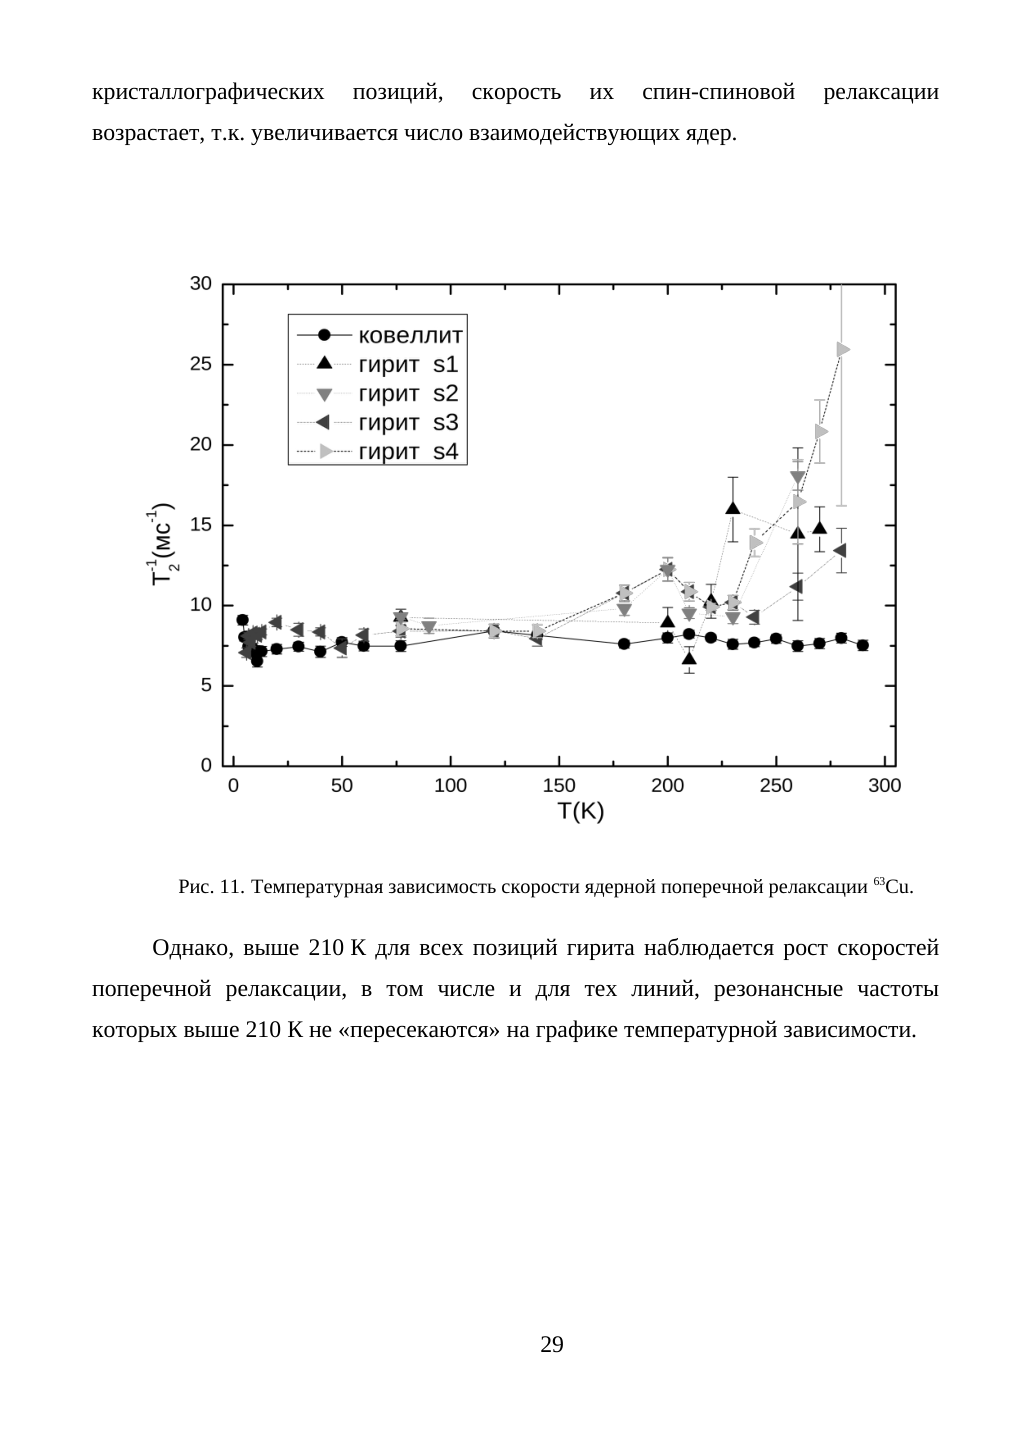 кристаллографических позиций, скорость их спин-спиновой релаксации
возрастает, т.к. увеличивается число взаимодействующих ядер.
30
25
20
15
10
5
0
T₂⁻¹(мс⁻¹)
ковеллит
гирит s1
гирит s2
гирит s3
гирит s4
0 50 100 150 200 250 300
T(K)
Рис. 11. Температурная зависимость скорости ядерной поперечной релаксации ⁶³Cu.
Однако, выше 210 К для всех позиций гирита наблюдается рост скоростей
поперечной релаксации, в том числе и для тех линий, резонансные частоты
которых выше 210 К не «пересекаются» на графике температурной зависимости.
29